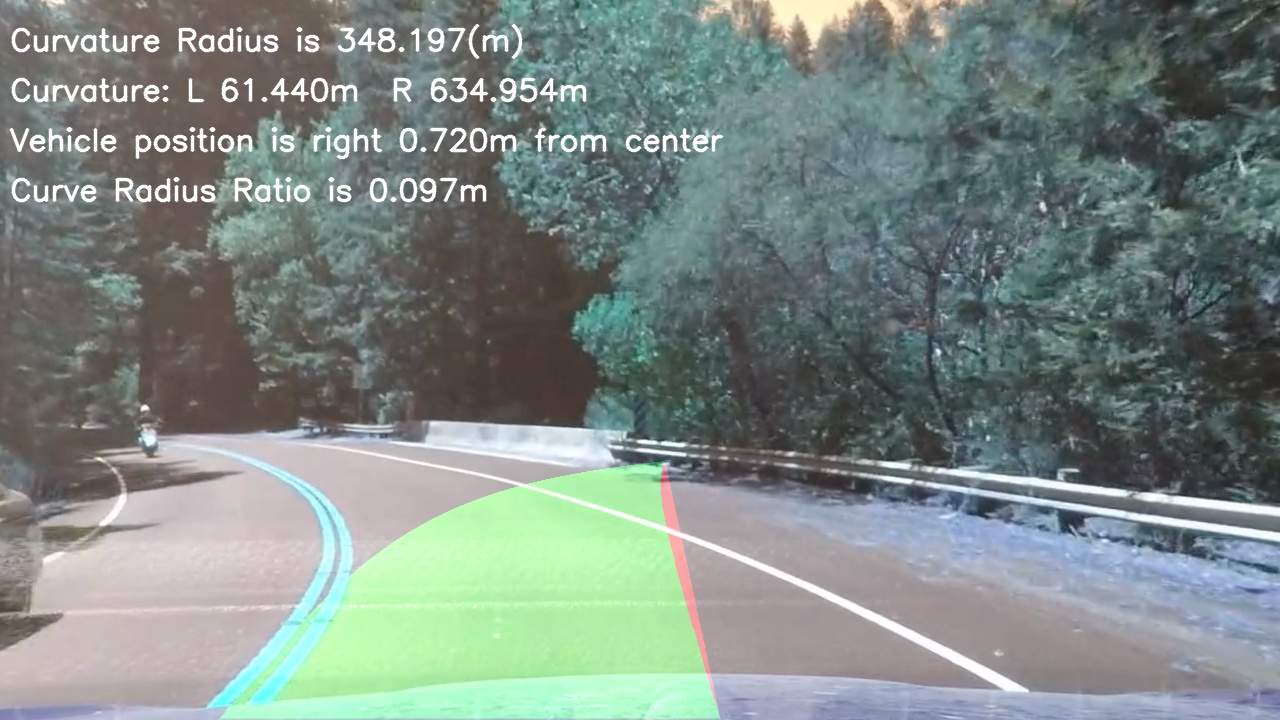 Curvature Radius is 348.197(m)
Curvature: L 61.440m R 634.954m
Vehicle position is right 0.720m from center
Curve Radius Ratio is 0.097m